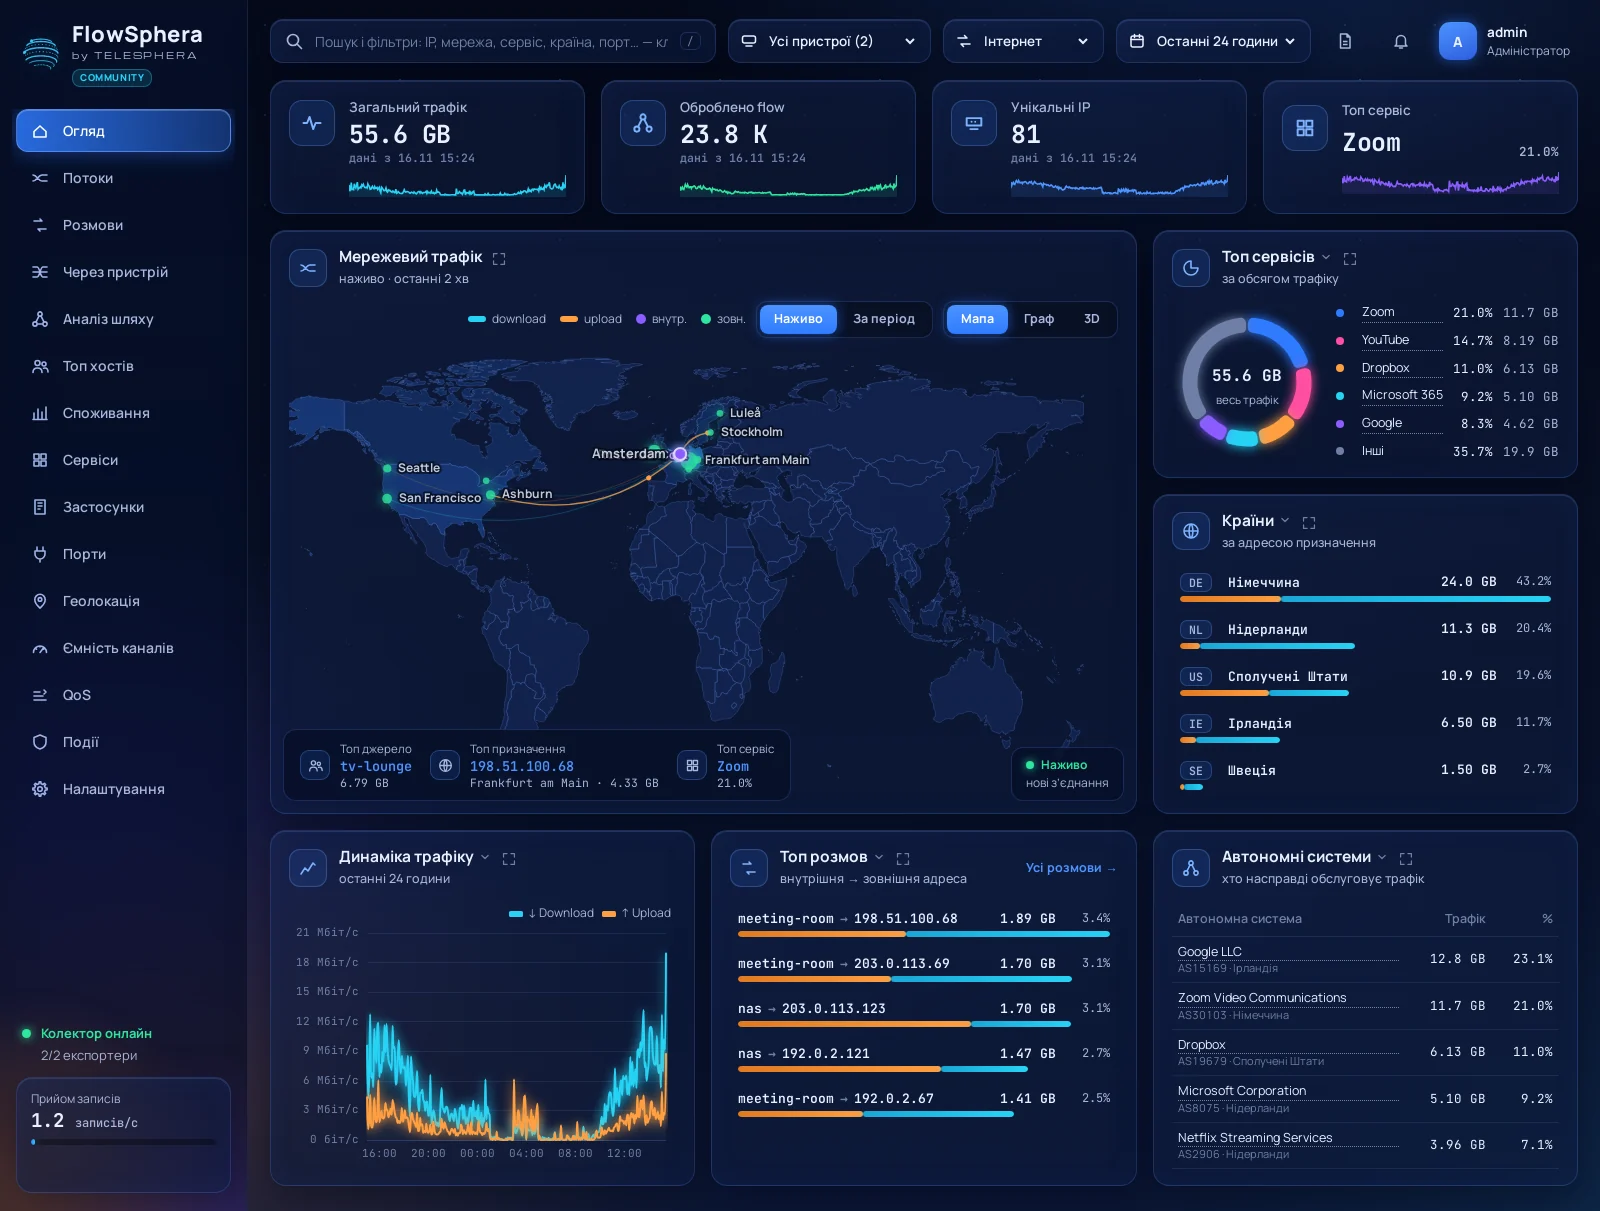 FlowSphera
by TELESPHERA
COMMUNITY
Огляд
Потоки
Розмови
Через пристрій
Аналіз шляху
Топ хостів
Споживання
Сервіси
Застосунки
Порти
Геолокація
Ємність каналів
QoS
Події
Налаштування
Колектор онлайн
2/2 експортери
Прийом записів
1.2 записів/с
Пошук і фільтри: IP, мережа, сервіс, країна, порт… — кл
/
Усі пристрої (2)
Інтернет
Останні 24 години
A
admin
Адміністратор
Загальний трафік
55.6 GB
дані з 16.11 15:24
Оброблено flow
23.8 K
дані з 16.11 15:24
Унікальні IP
81
дані з 16.11 15:24
Топ сервіс
Zoom
21.0%
Мережевий трафік
наживо · останні 2 хв
download
upload
внутр.
зовн.
Наживо
За період
Мапа
Граф
3D
Luleå
Stockholm
Amsterdam
Frankfurt am Main
Seattle
San Francisco
Ashburn
Топ джерело
tv-lounge
6.79 GB
Топ призначення
198.51.100.68
Frankfurt am Main · 4.33 GB
Топ сервіс
Zoom
21.0%
Наживо
нові з'єднання
Топ сервісів
за обсягом трафіку
55.6 GB
весь трафік
Zoom 21.0% 11.7 GB
YouTube 14.7% 8.19 GB
Dropbox 11.0% 6.13 GB
Microsoft 365 9.2% 5.10 GB
Google 8.3% 4.62 GB
Інші 35.7% 19.9 GB
Країни
за адресою призначення
DE Німеччина 24.0 GB 43.2%
NL Нідерланди 11.3 GB 20.4%
US Сполучені Штати 10.9 GB 19.6%
IE Ірландія 6.50 GB 11.7%
SE Швеція 1.50 GB 2.7%
Динаміка трафіку
останні 24 години
↓ Download
↑ Upload
21 Мбіт/с
18 Мбіт/с
15 Мбіт/с
12 Мбіт/с
9 Мбіт/с
6 Мбіт/с
3 Мбіт/с
0 біт/с
16:00 20:00 00:00 04:00 08:00 12:00
Топ розмов
внутрішня → зовнішня адреса
Усі розмови →
meeting-room → 198.51.100.68 1.89 GB 3.4%
meeting-room → 203.0.113.69 1.70 GB 3.1%
nas → 203.0.113.123 1.70 GB 3.1%
nas → 192.0.2.121 1.47 GB 2.7%
meeting-room → 192.0.2.67 1.41 GB 2.5%
Автономні системи
хто насправді обслуговує трафік
Автономна система Трафік %
Google LLC 12.8 GB 23.1%
AS15169 · Ірландія
Zoom Video Communications 11.7 GB 21.0%
AS30103 · Німеччина
Dropbox 6.13 GB 11.0%
AS19679 · Сполучені Штати
Microsoft Corporation 5.10 GB 9.2%
AS8075 · Нідерланди
Netflix Streaming Services 3.96 GB 7.1%
AS2906 · Нідерланди